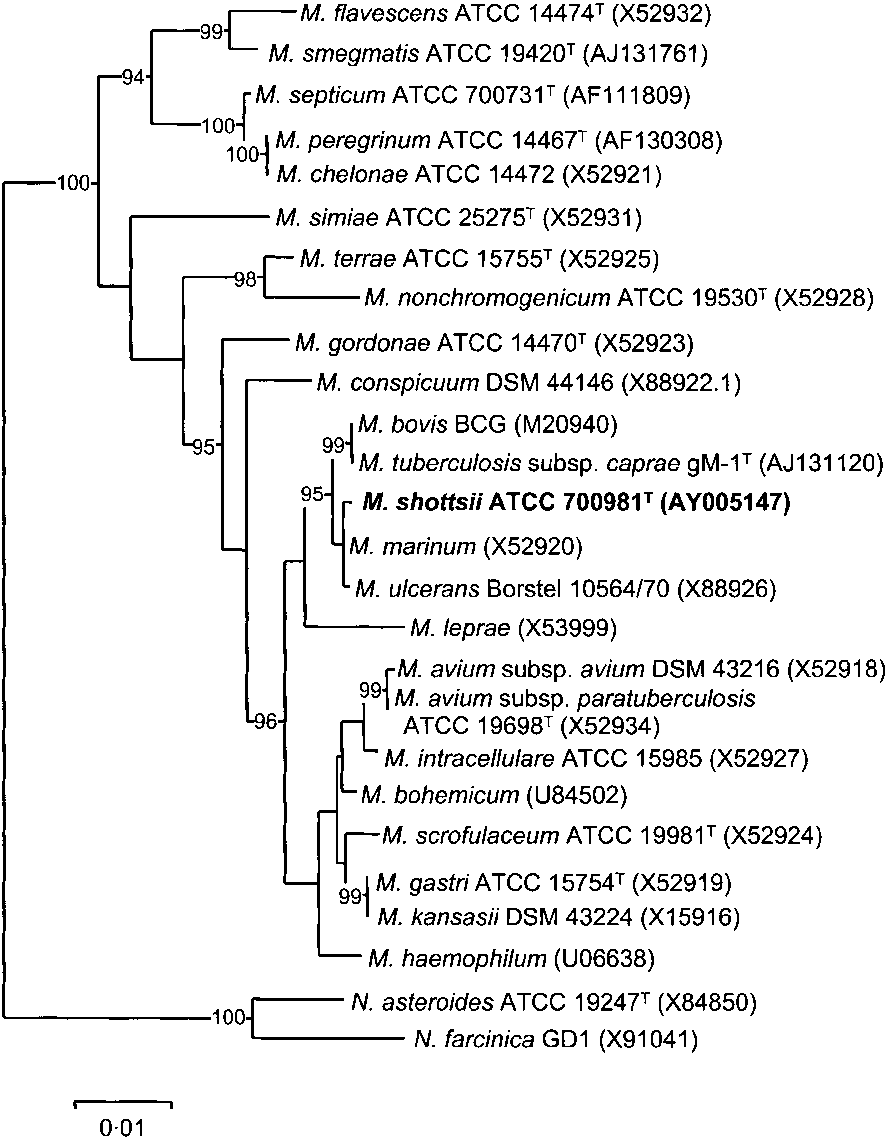 M. flavescens ATCC 14474ᵀ (X52932)
99
M. smegmatis ATCC 19420ᵀ (AJ131761)
94
M. septicum ATCC 700731ᵀ (AF111809)
100
M. peregrinum ATCC 14467ᵀ (AF130308)
100
M. chelonae ATCC 14472 (X52921)
100
M. simiae ATCC 25275ᵀ (X52931)
M. terrae ATCC 15755ᵀ (X52925)
98
M. nonchromogenicum ATCC 19530ᵀ (X52928)
M. gordonae ATCC 14470ᵀ (X52923)
M. conspicuum DSM 44146 (X88922.1)
M. bovis BCG (M20940)
95
99
M. tuberculosis subsp. caprae gM-1ᵀ (AJ131120)
95
M. shottsii ATCC 700981ᵀ (AY005147)
M. marinum (X52920)
M. ulcerans Borstel 10564/70 (X88926)
M. leprae (X53999)
M. avium subsp. avium DSM 43216 (X52918)
99
M. avium subsp. paratuberculosis
ATCC 19698ᵀ (X52934)
96
M. intracellulare ATCC 15985 (X52927)
M. bohemicum (U84502)
M. scrofulaceum ATCC 19981ᵀ (X52924)
M. gastri ATCC 15754ᵀ (X52919)
99
M. kansasii DSM 43224 (X15916)
M. haemophilum (U06638)
N. asteroides ATCC 19247ᵀ (X84850)
100
N. farcinica GD1 (X91041)
0·01